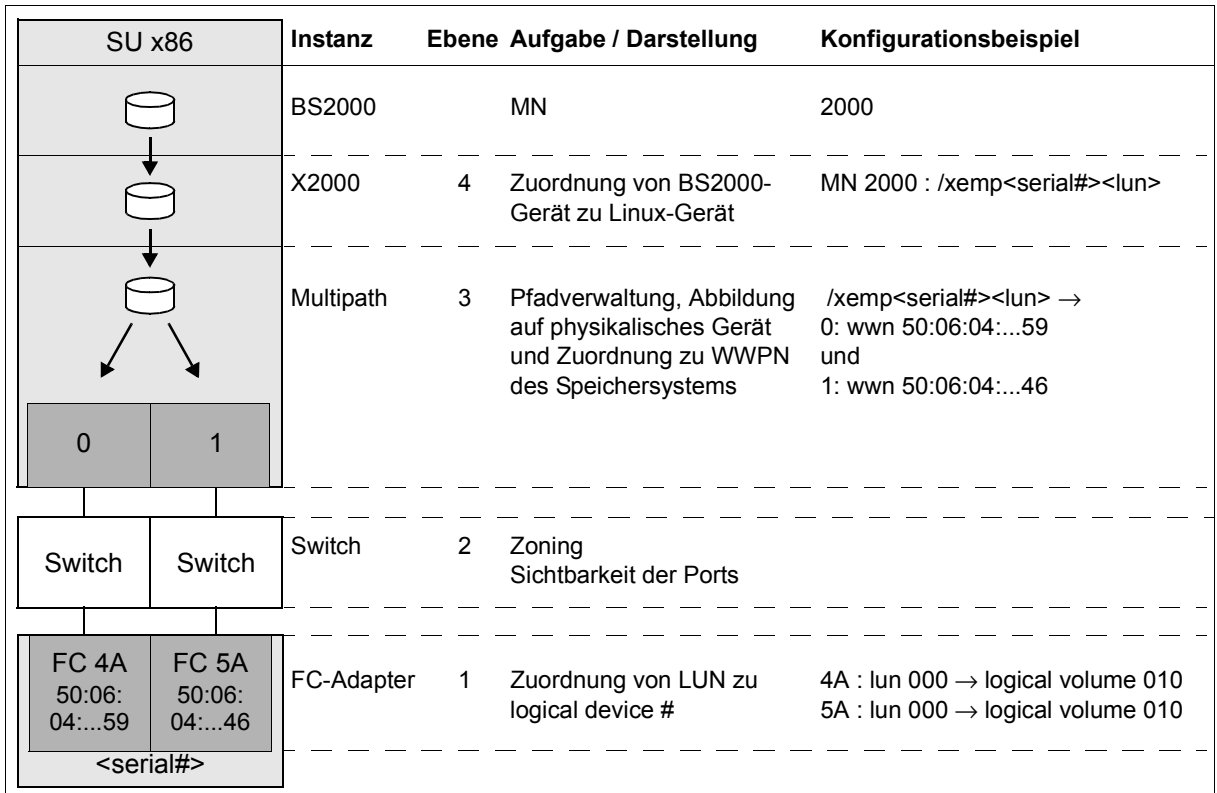 SU x86
Instanz Ebene Aufgabe / Darstellung Konfigurationsbeispiel
BS2000 MN 2000
X2000 4 Zuordnung von BS2000- MN 2000 : /xemp<serial#><lun>
Gerät zu Linux-Gerät
Multipath 3 Pfadverwaltung, Abbildung /xemp<serial#><lun> →
auf physikalisches Gerät 0: wwn 50:06:04:...59
und Zuordnung zu WWPN und
des Speichersystems 1: wwn 50:06:04:...46
0 1
Switch Switch
Switch 2 Zoning
Sichtbarkeit der Ports
FC 4A FC 5A
50:06: 50:06:
04:...59 04:...46
<serial#>
FC-Adapter 1 Zuordnung von LUN zu 4A : lun 000 → logical volume 010
logical device # 5A : lun 000 → logical volume 010